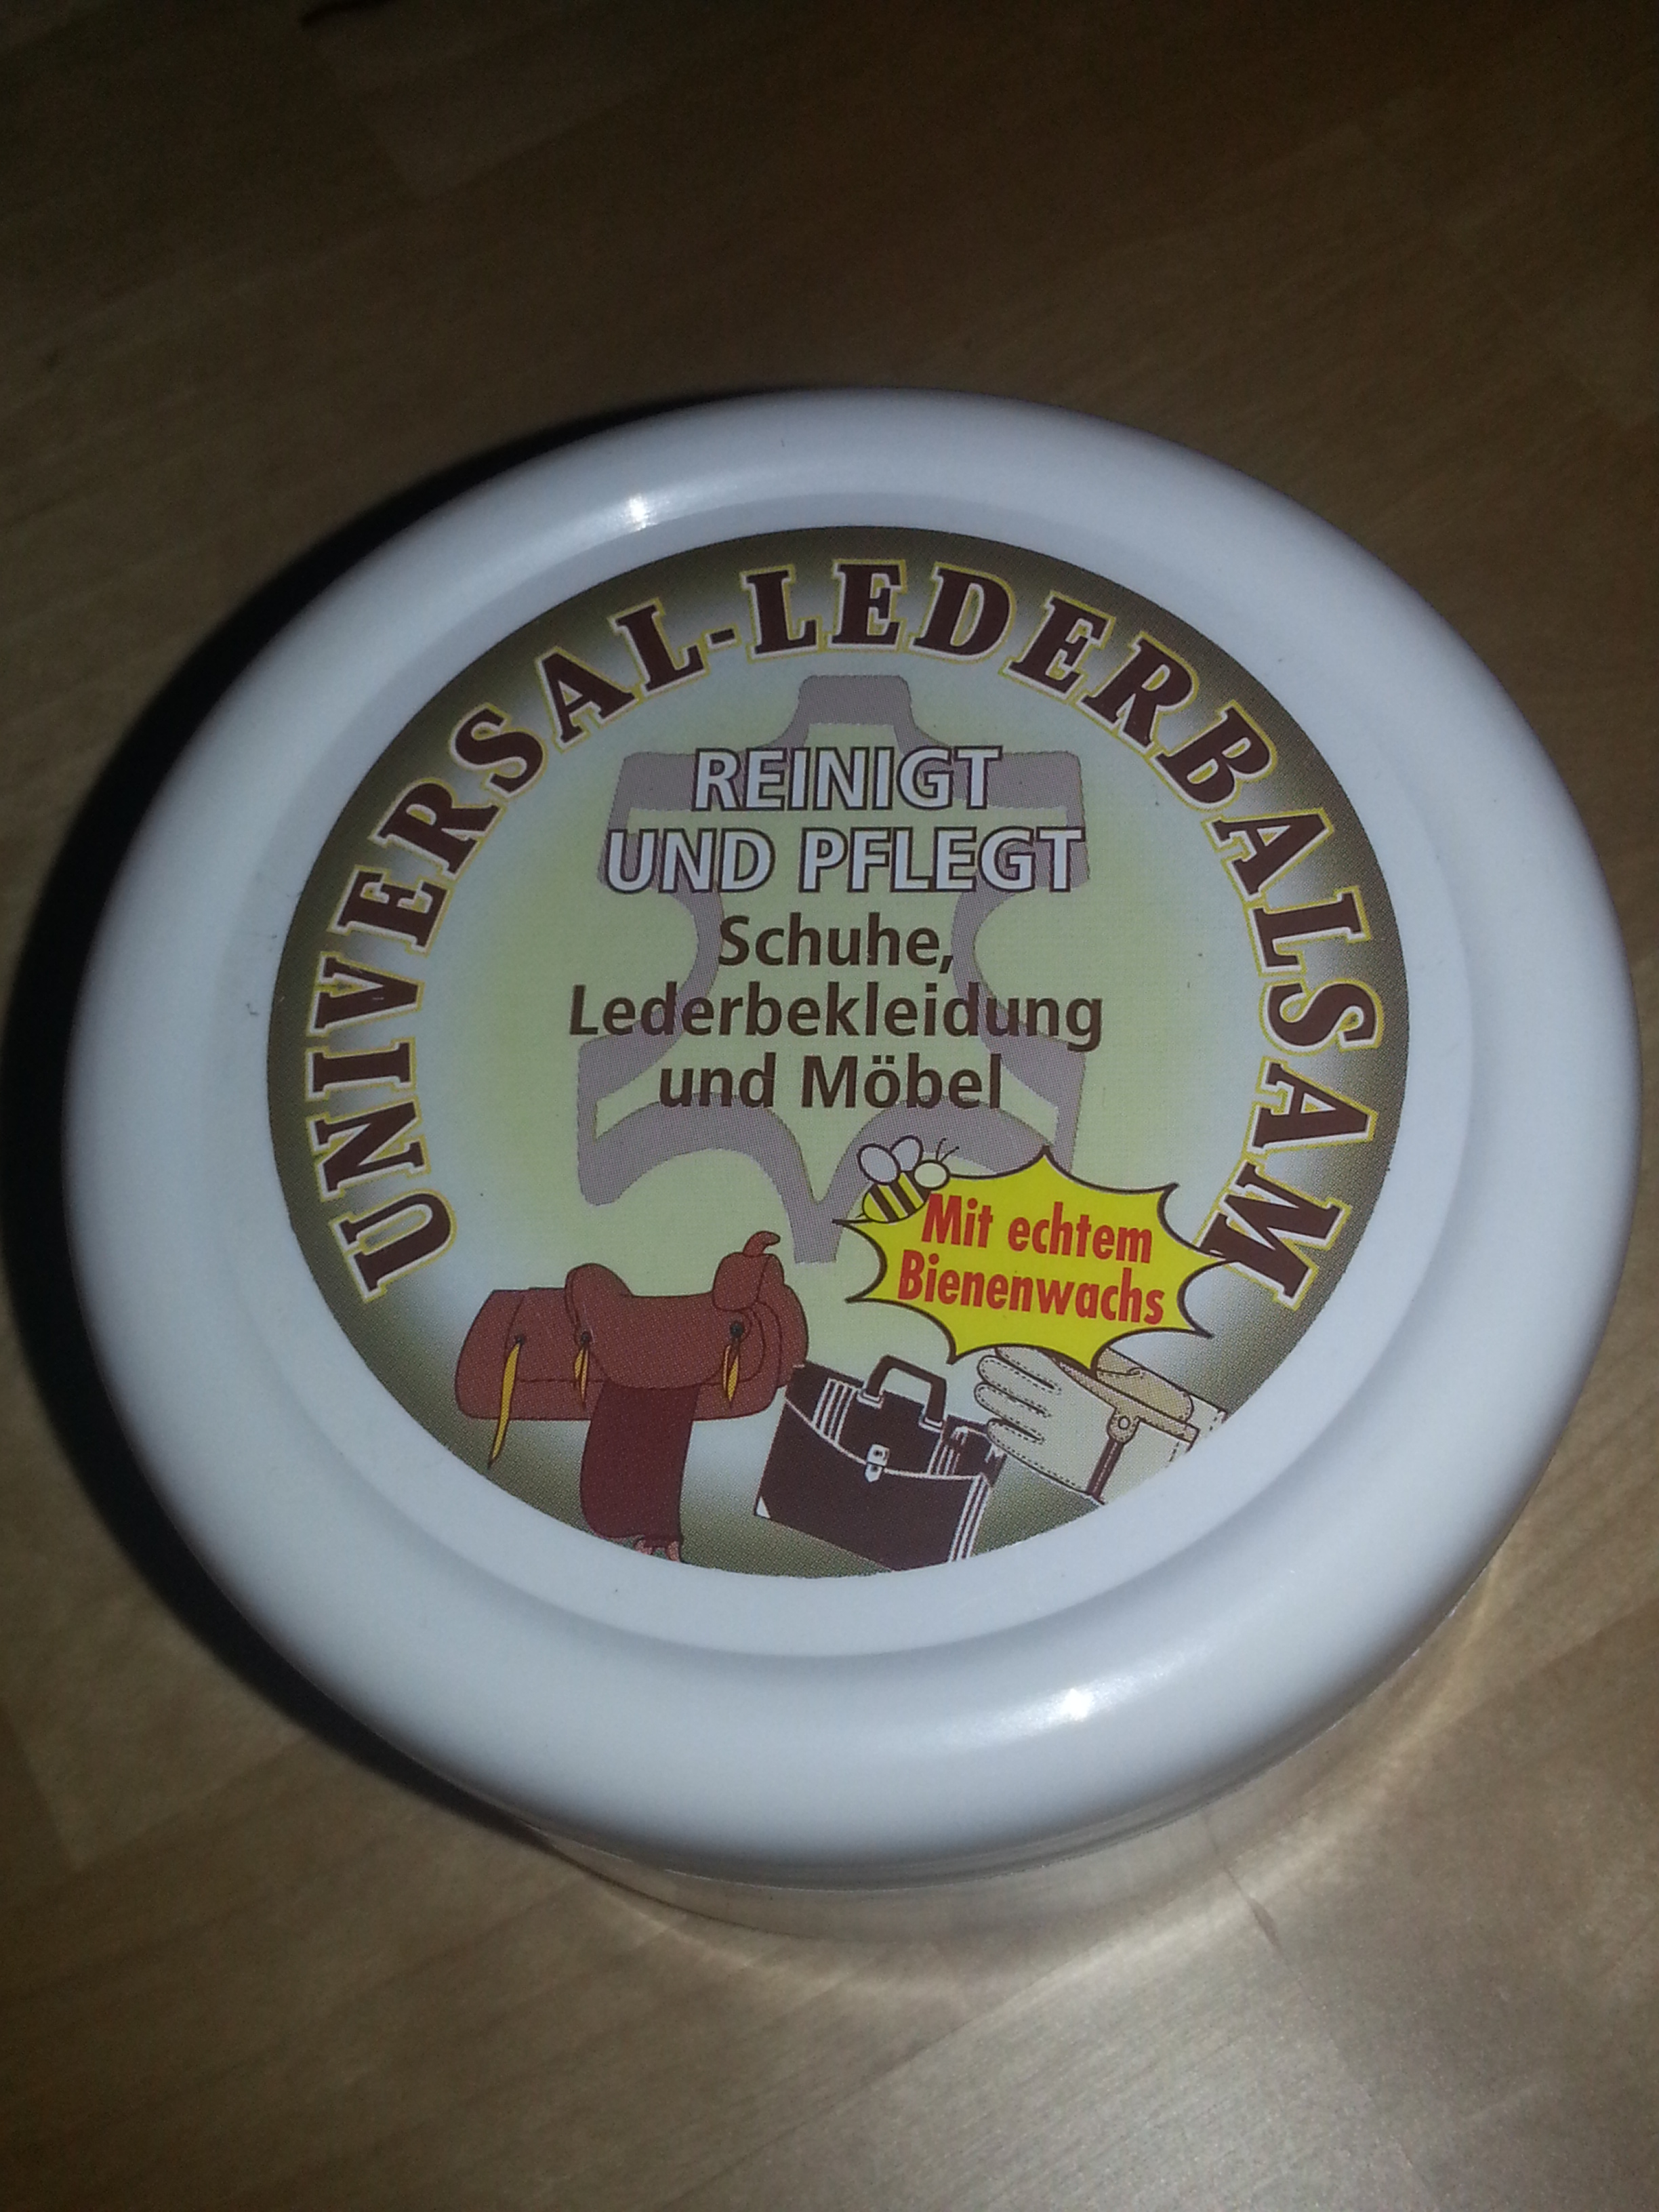 UNIVERSAL-LEDERBALSAM
REINIGT
UND PFLEGT
Schuhe,
Lederbekleidung
und Möbel
Mit echtem
Bienenwachs